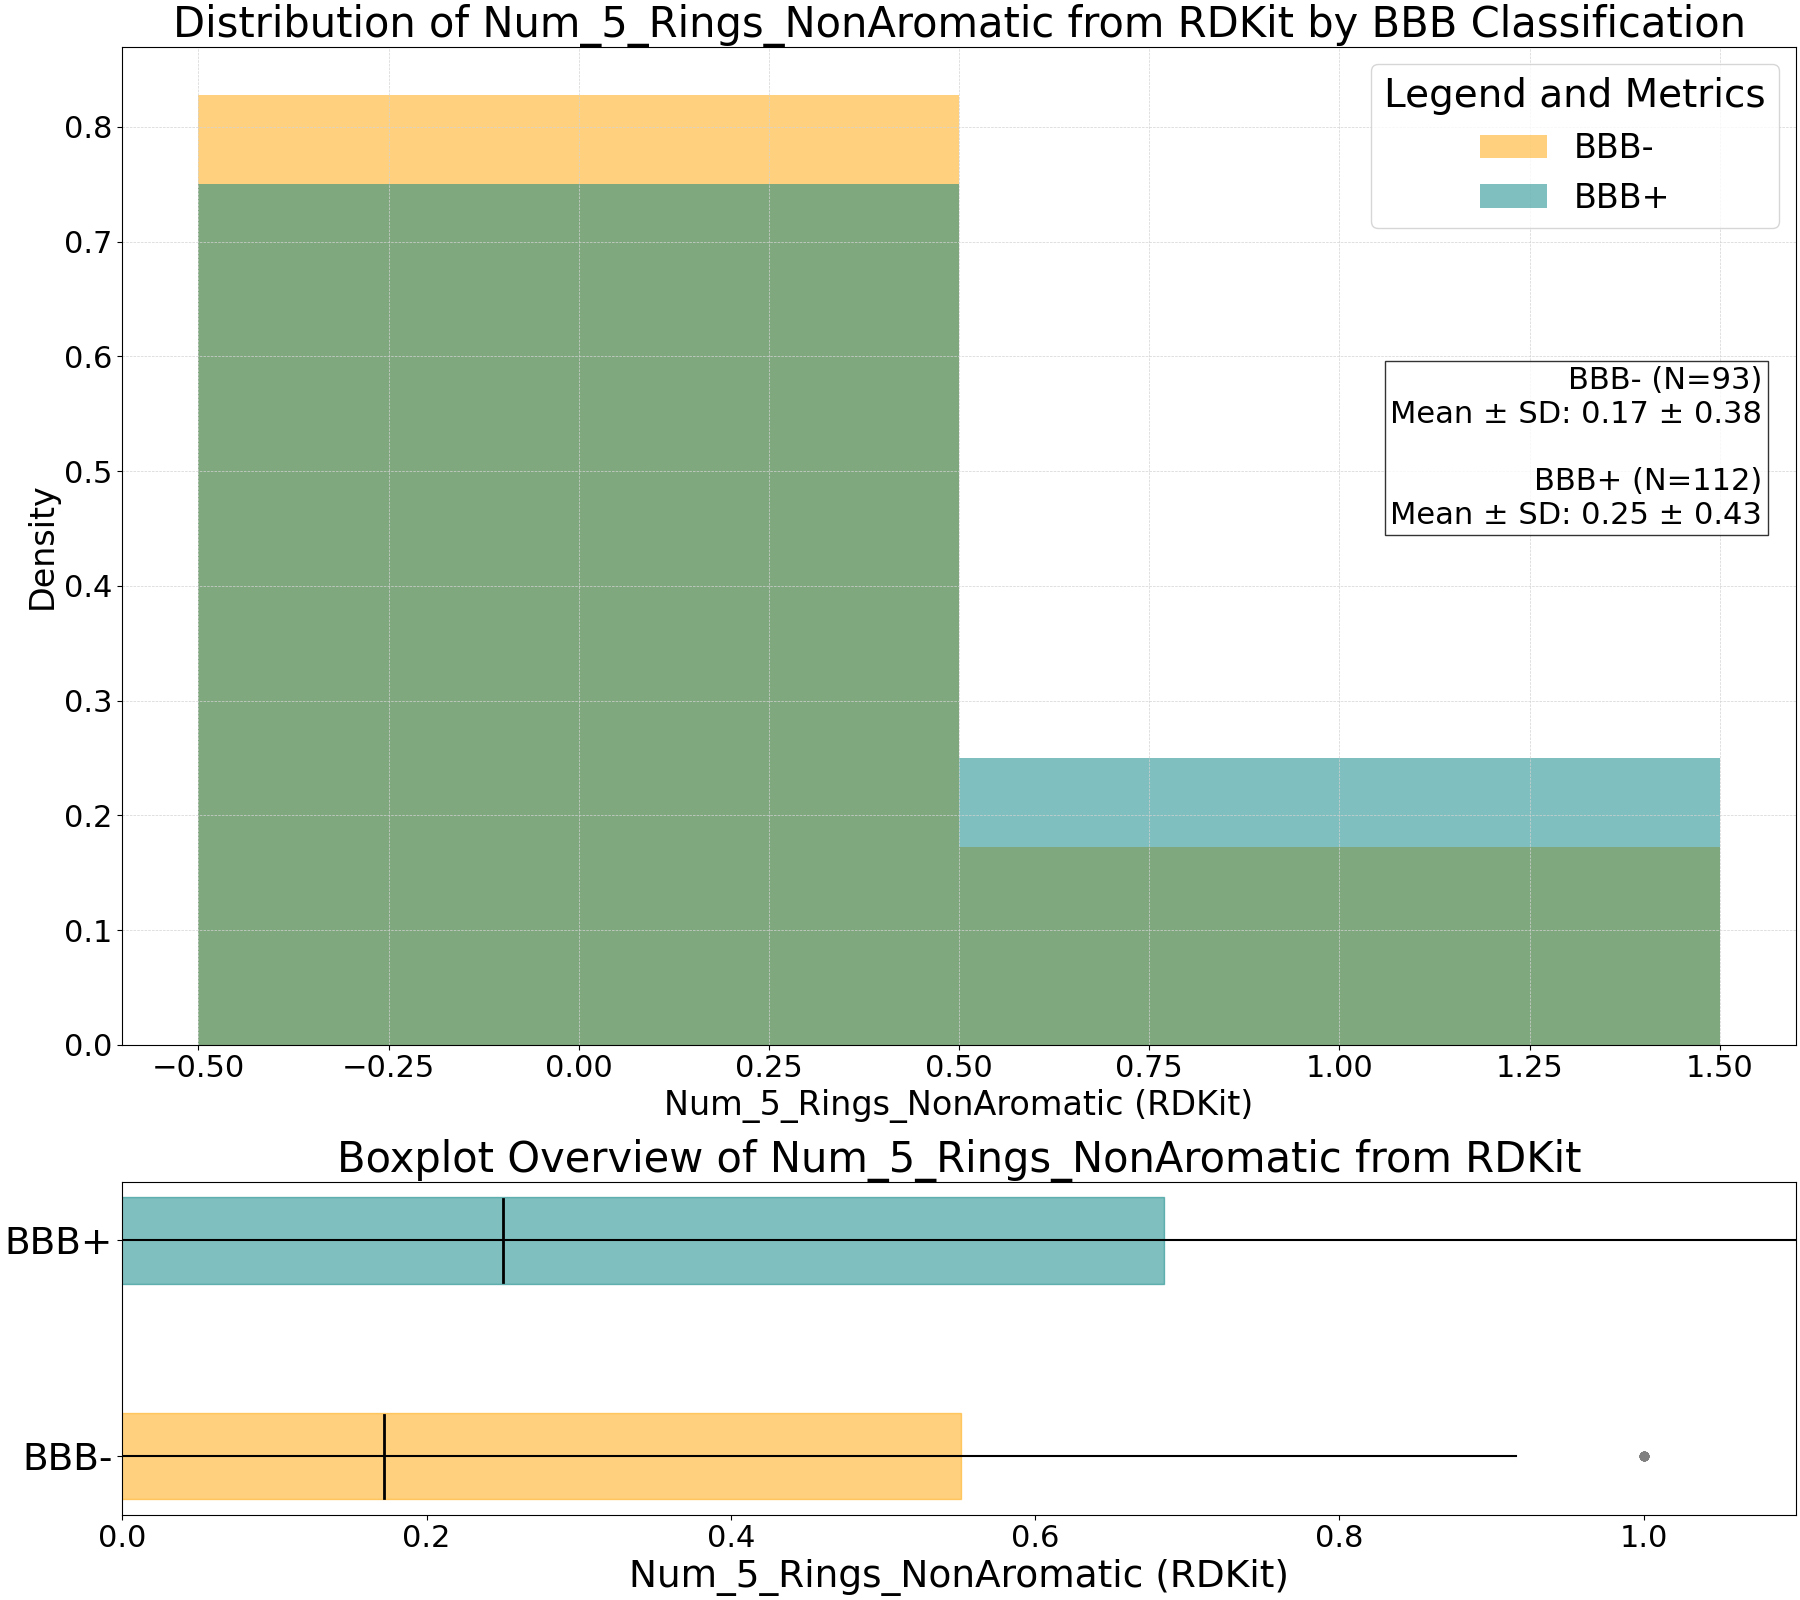 Distribution of Num_5_Rings_NonAromatic from RDKit by BBB Classification
Legend and Metrics
BBB-
BBB+
BBB- (N=93)
Mean ± SD: 0.17 ± 0.38
BBB+ (N=112)
Mean ± SD: 0.25 ± 0.43
Density
0.8
0.7
0.6
0.5
0.4
0.3
0.2
0.1
0.0
−0.50 −0.25 0.00 0.25 0.50 0.75 1.00 1.25 1.50
Num_5_Rings_NonAromatic (RDKit)
Boxplot Overview of Num_5_Rings_NonAromatic from RDKit
BBB+
BBB-
0.0 0.2 0.4 0.6 0.8 1.0
Num_5_Rings_NonAromatic (RDKit)